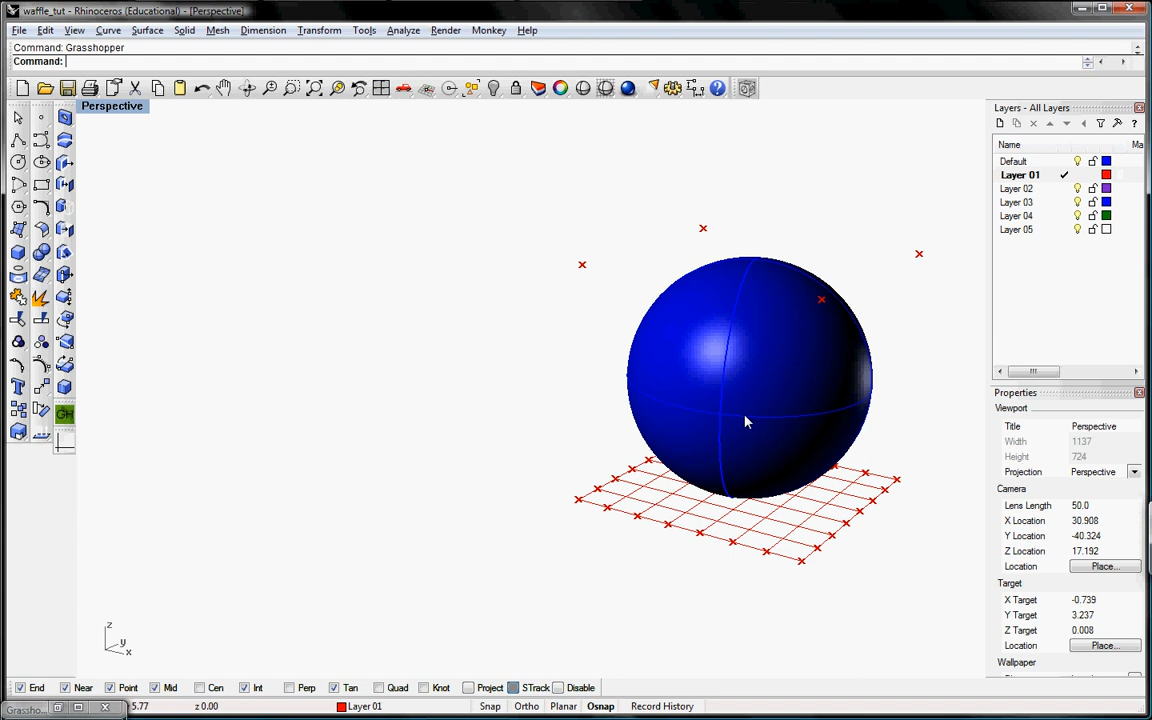 waffle_tut - Rhinoceros (Educational) - [Perspective]
File Edit View Curve Surface Solid Mesh Dimension Transform Tools Analyze Render Monkey Help
Command: Grasshopper
Command:
Perspective
Layers - All Layers
Name Ma
Default
Layer 01
Layer 02
Layer 03
Layer 04
Layer 05
GH
Properties
Viewport
Title Perspective
Width 1137
Height 724
Projection Perspective
Camera
Lens Length 50.0
X Location 30.908
Y Location -40.324
Z Location 17.192
Location Place...
Target
X Target -0.739
Y Target 3.237
Z Target 0.008
Location Place...
Wallpaper
z
y
x
End Near Point Mid Cen Int Perp Tan Quad Knot Project STrack Disable
Grassho... 5.77 z 0.00 Layer 01 Snap Ortho Planar Osnap Record History